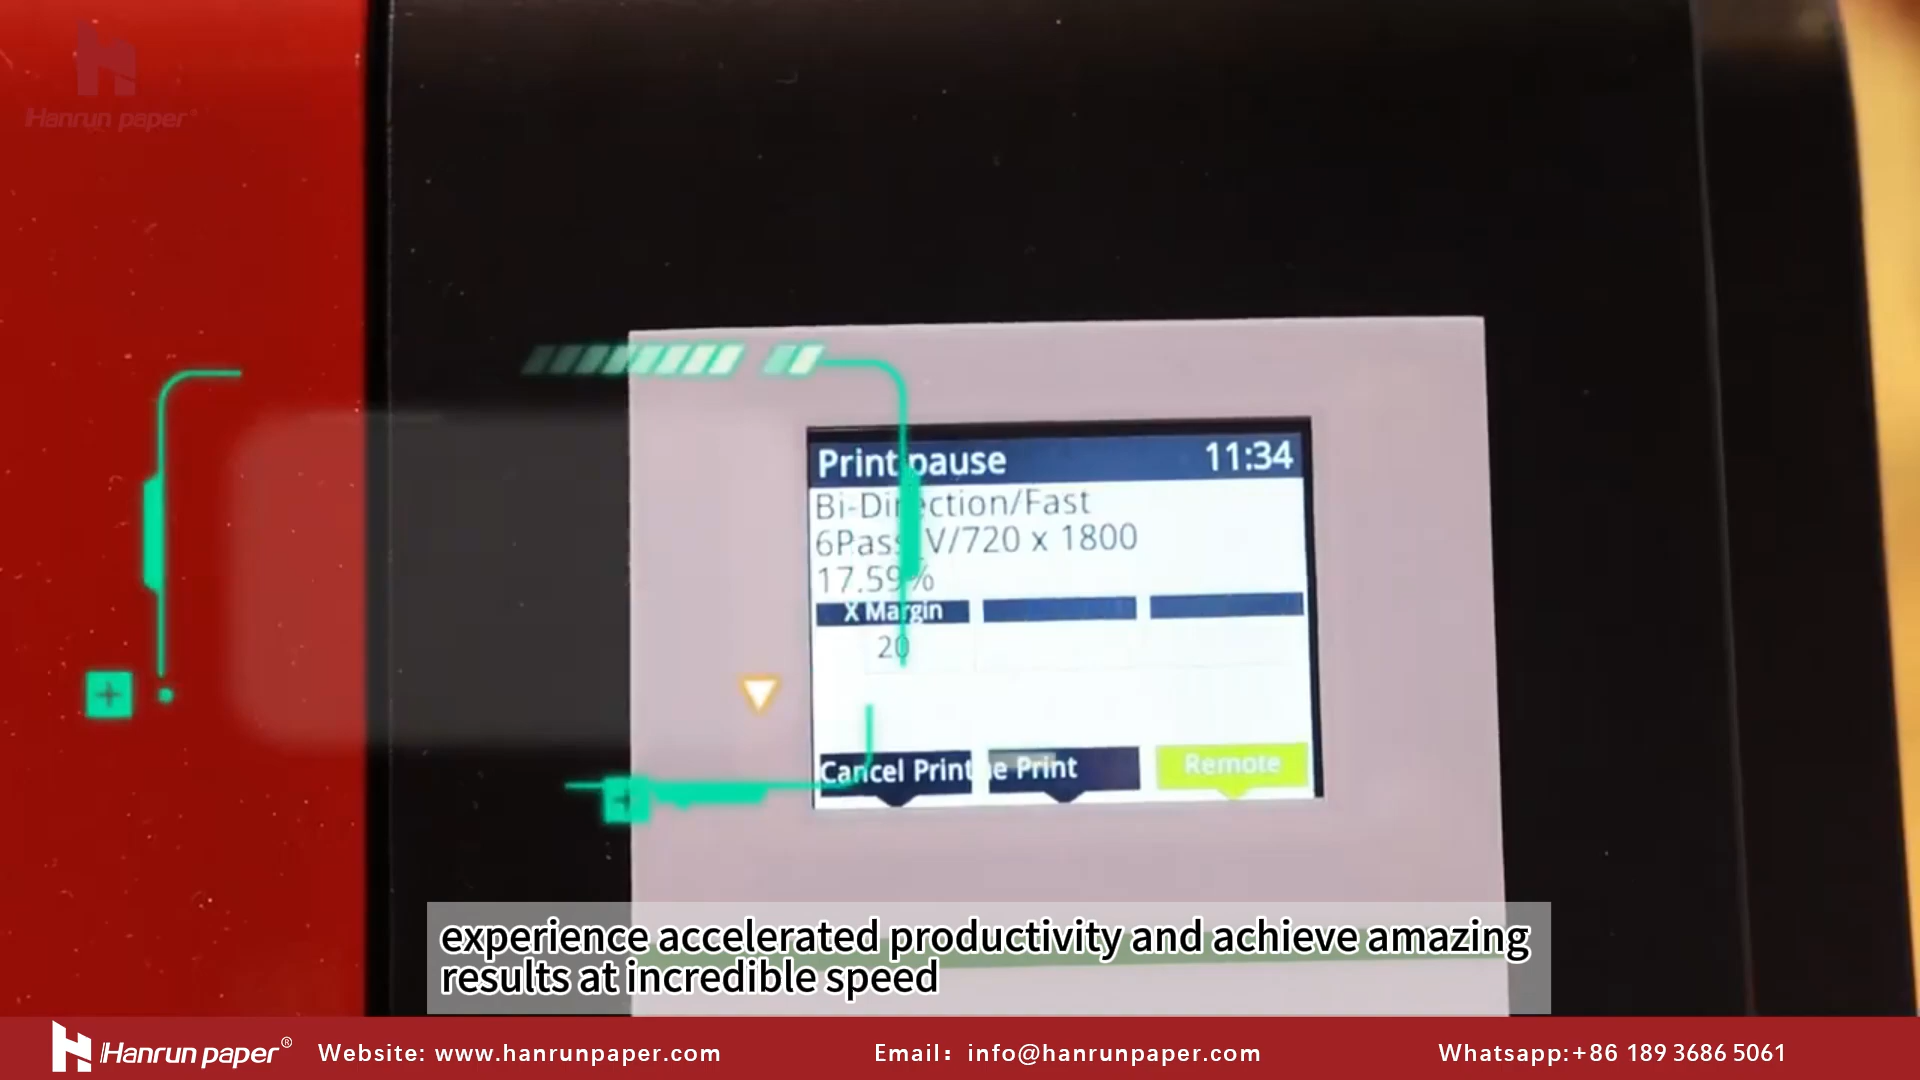 Hanrun paper
Print pause 11:34
Bi-Direction/Fast
6Pass V/720 x 1800
17.59%
X Margin
20
Cancel Print e Print Remote
experience accelerated productivity and achieve amazing
results at incredible speed
Hanrun paper® Website: www.hanrunpaper.com Email: info@hanrunpaper.com Whatsapp:+86 189 3686 5061